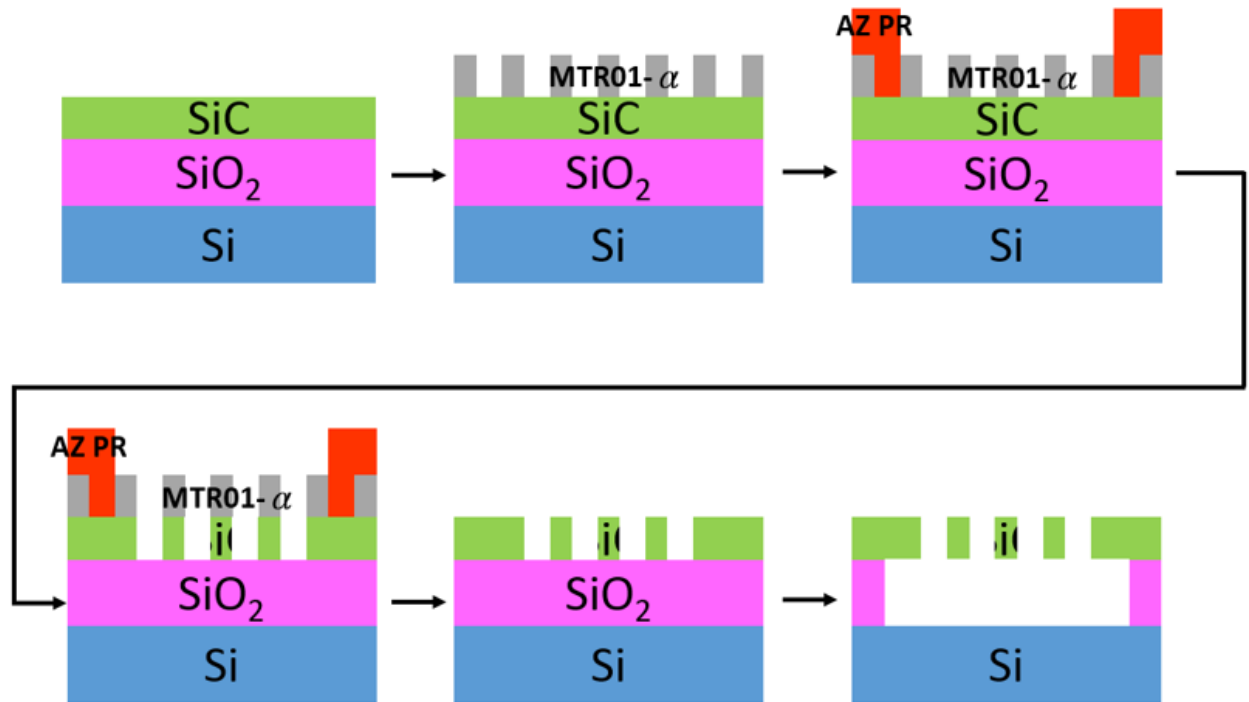 SiC
SiO₂
Si
MTR01-α
SiC
SiO₂
Si
AZ PR
MTR01-α
SiC
SiO₂
Si
AZ PR
MTR01-α
SiO₂
Si
SiO₂
Si
Si